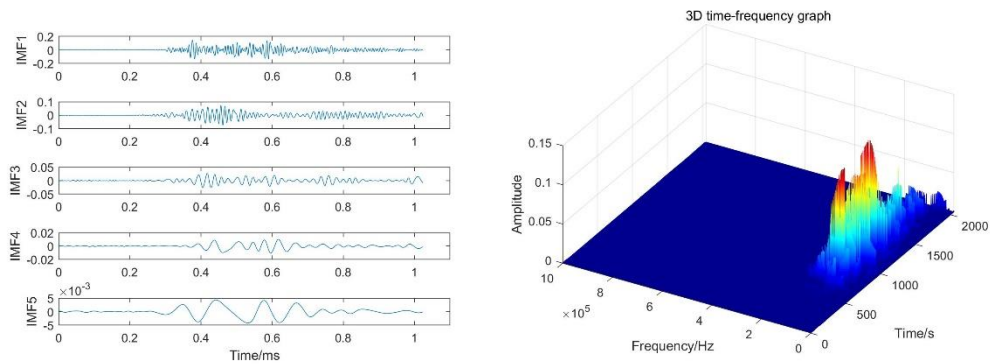 IMF1
0.2
0
-0.2
0 0.2 0.4 0.6 0.8 1
IMF2
0.1
0
-0.1
0 0.2 0.4 0.6 0.8 1
IMF3
0.05
0
-0.05
0 0.2 0.4 0.6 0.8 1
IMF4
0.02
0
-0.02
0 0.2 0.4 0.6 0.8 1
×10-3
IMF5
5
0
-5
0 0.2 0.4 0.6 0.8 1
Time/ms
3D time-frequency graph
Amplitude
0.15
0.1
0.05
0
10 8 6 4 2 0
×10^5
Frequency/Hz
0 500 1000 1500 2000
Time/s